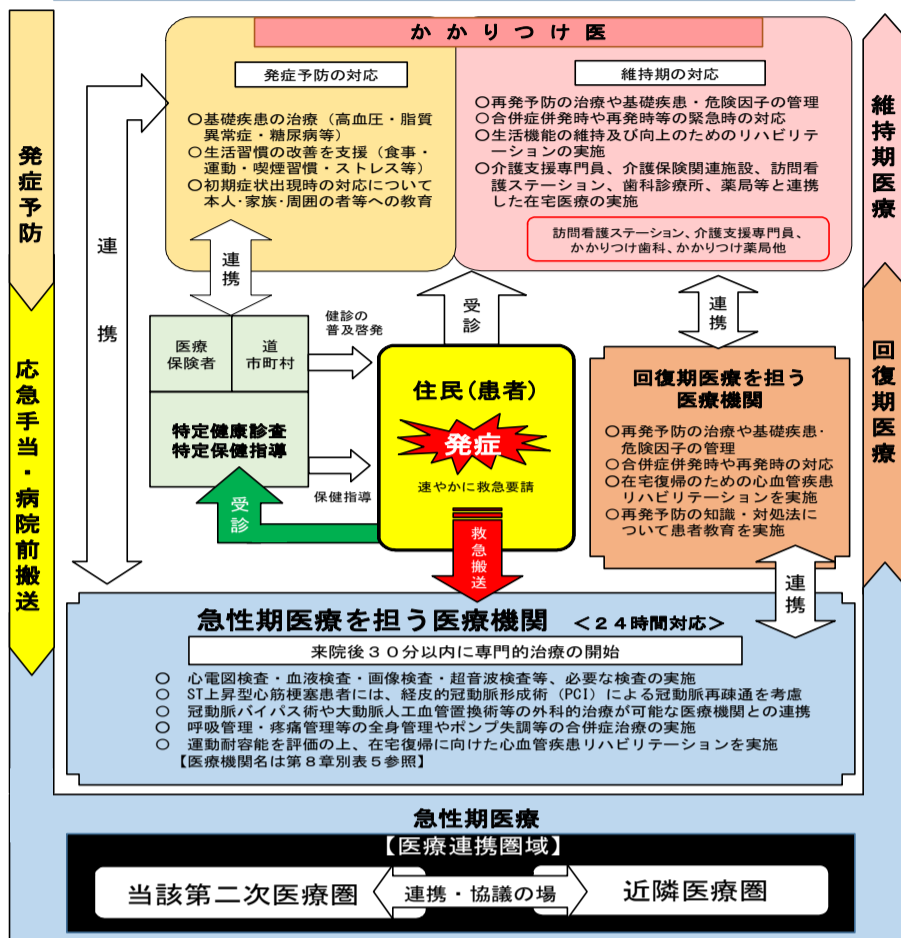 かかりつけ医
発症予防の対応
○基礎疾患の治療（高血圧・脂質
異常症・糖尿病等）
○生活習慣の改善を支援（食事・
運動・喫煙習慣・ストレス等）
○初期症状出現時の対応について
本人・家族・周囲の者等への教育
維持期の対応
○再発予防の治療や基礎疾患・危険因子の管理
○合併症併発時や再発時等の緊急時の対応
○生活機能の維持及び向上のためのリハビリテ
ーションの実施
○介護支援専門員、介護保険関連施設、訪問看
護ステーション、歯科診療所、薬局等と連携
した在宅医療の実施
訪問看護ステーション、介護支援専門員、
かかりつけ歯科、かかりつけ薬局他
発症予防
応急手当・病院前搬送
維持期医療
回復期医療
連携
連携
受診
連携
医療
保険者
道
市町村
健診の
普及啓発
特定健康診査
特定保健指導
保健指導
受診
住民(患者)
発症
速やかに救急要請
救急搬送
回復期医療を担う
医療機関
○再発予防の治療や基礎疾患・
危険因子の管理
○合併症併発時や再発時の対応
○在宅復帰のための心血管疾患
リハビリテーションを実施
○再発予防の知識・対処法に
ついて患者教育を実施
連携
急性期医療を担う医療機関 ＜２４時間対応＞
来院後３０分以内に専門的治療の開始
○ 心電図検査・血液検査・画像検査・超音波検査等、必要な検査の実施
○ ST上昇型心筋梗塞患者には、経皮的冠動脈形成術（PCI）による冠動脈再疎通を考慮
○ 冠動脈バイパス術や大動脈人工血管置換術等の外科的治療が可能な医療機関との連携
○ 呼吸管理・疼痛管理等の全身管理やポンプ失調等の合併症治療の実施
○ 運動耐容能を評価の上、在宅復帰に向けた心血管疾患リハビリテーションを実施
【医療機関名は第８章別表５参照】
急性期医療
【医療連携圏域】
当該第二次医療圏
連携・協議の場
近隣医療圏